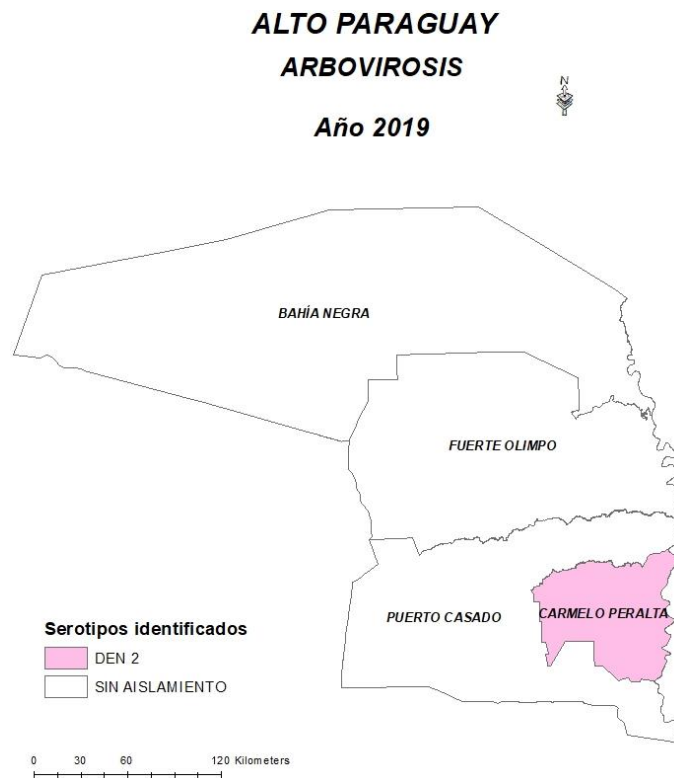 ALTO PARAGUAY
ARBOVIROSIS
Año 2019
N
BAHÍA NEGRA
FUERTE OLIMPO
PUERTO CASADO
CARMELO PERALTA
Serotipos identificados
DEN 2
SIN AISLAMIENTO
0 30 60 120 Kilometers